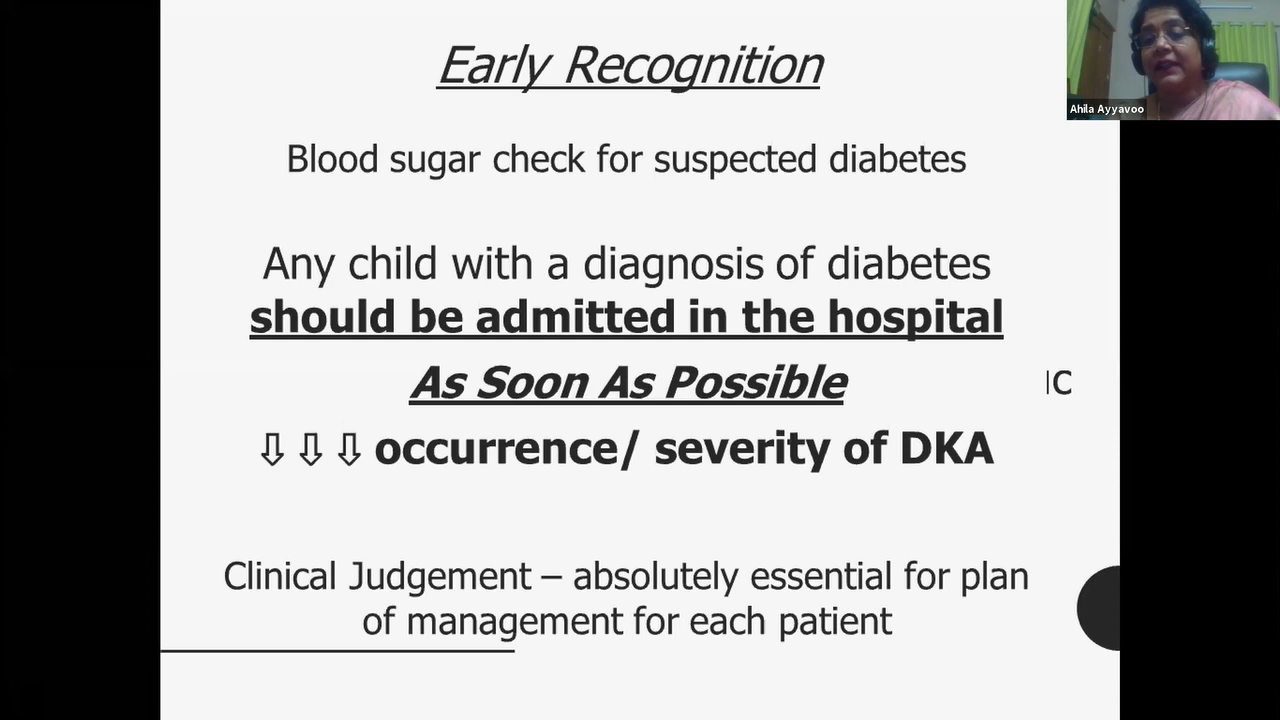 Early Recognition
Ahila Ayyavoo
Blood sugar check for suspected diabetes
Any child with a diagnosis of diabetes
should be admitted in the hospital
As Soon As Possible
⇩ ⇩ ⇩ occurrence/ severity of DKA
Clinical Judgement – absolutely essential for plan
of management for each patient